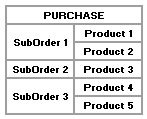 PURCHASE
SubOrder 1
Product 1
Product 2
SubOrder 2
Product 3
SubOrder 3
Product 4
Product 5